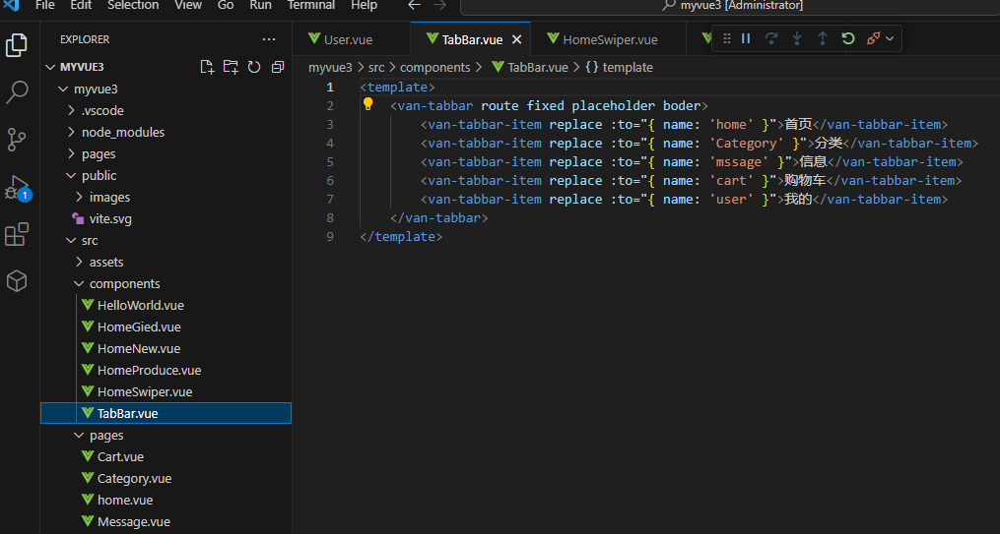 File Edit Selection View Go Run Terminal Help
myvue3 [Administrator]
EXPLORER
User.vue
TabBar.vue
HomeSwiper.vue
MYVUE3
myvue3 > src > components > TabBar.vue > {} template
myvue3
.vscode
node_modules
pages
public
images
vite.svg
src
assets
components
HelloWorld.vue
HomeGied.vue
HomeNew.vue
HomeProduce.vue
HomeSwiper.vue
TabBar.vue
pages
Cart.vue
Category.vue
home.vue
Message.vue
1
1 <template>
2 <van-tabbar route fixed placeholder boder>
3 <van-tabbar-item replace :to="{ name: 'home' }">首页</van-tabbar-item>
4 <van-tabbar-item replace :to="{ name: 'Category' }">分类</van-tabbar-item>
5 <van-tabbar-item replace :to="{ name: 'mssage' }">信息</van-tabbar-item>
6 <van-tabbar-item replace :to="{ name: 'cart' }">购物车</van-tabbar-item>
7 <van-tabbar-item replace :to="{ name: 'user' }">我的</van-tabbar-item>
8 </van-tabbar>
9 </template>